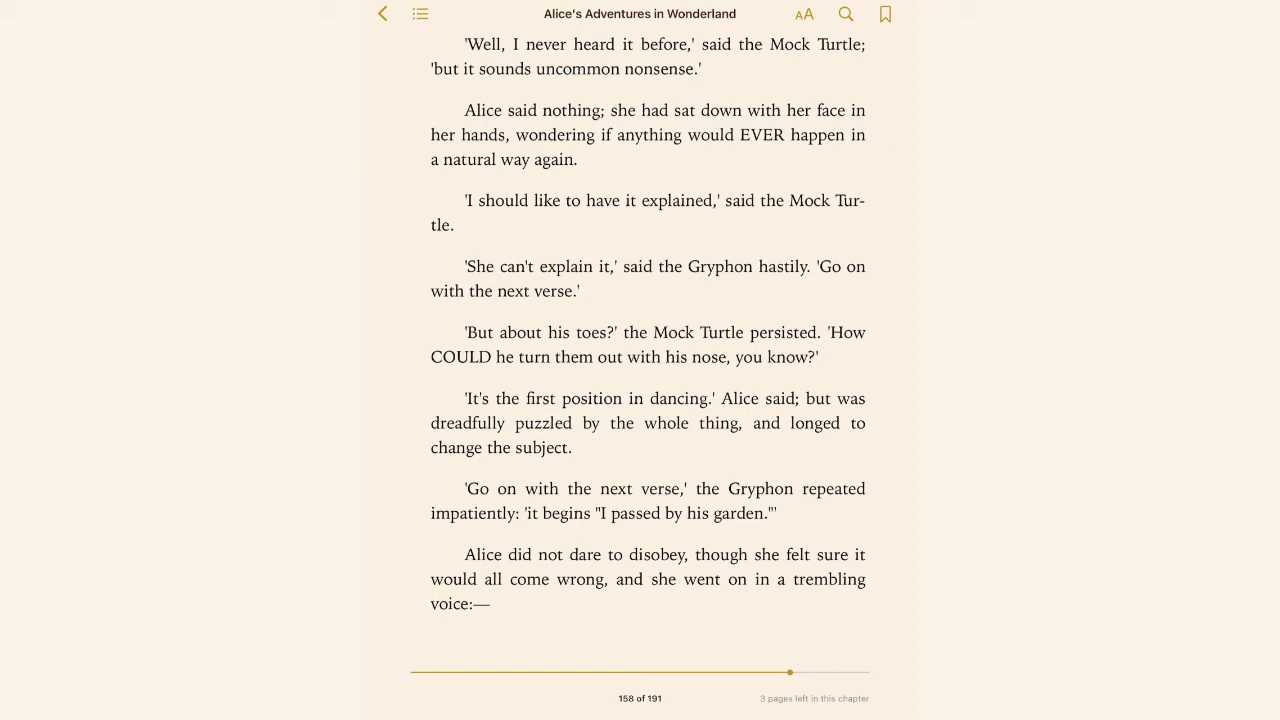 Alice's Adventures in Wonderland
AA
'Well, I never heard it before,' said the Mock Turtle;
'but it sounds uncommon nonsense.'
Alice said nothing; she had sat down with her face in
her hands, wondering if anything would EVER happen in
a natural way again.
'I should like to have it explained,' said the Mock Tur-
tle.
'She can't explain it,' said the Gryphon hastily. 'Go on
with the next verse.'
'But about his toes?' the Mock Turtle persisted. 'How
COULD he turn them out with his nose, you know?'
'It's the first position in dancing.' Alice said; but was
dreadfully puzzled by the whole thing, and longed to
change the subject.
'Go on with the next verse,' the Gryphon repeated
impatiently: 'it begins "I passed by his garden."'
Alice did not dare to disobey, though she felt sure it
would all come wrong, and she went on in a trembling
voice:—
158 of 191
3 pages left in this chapter